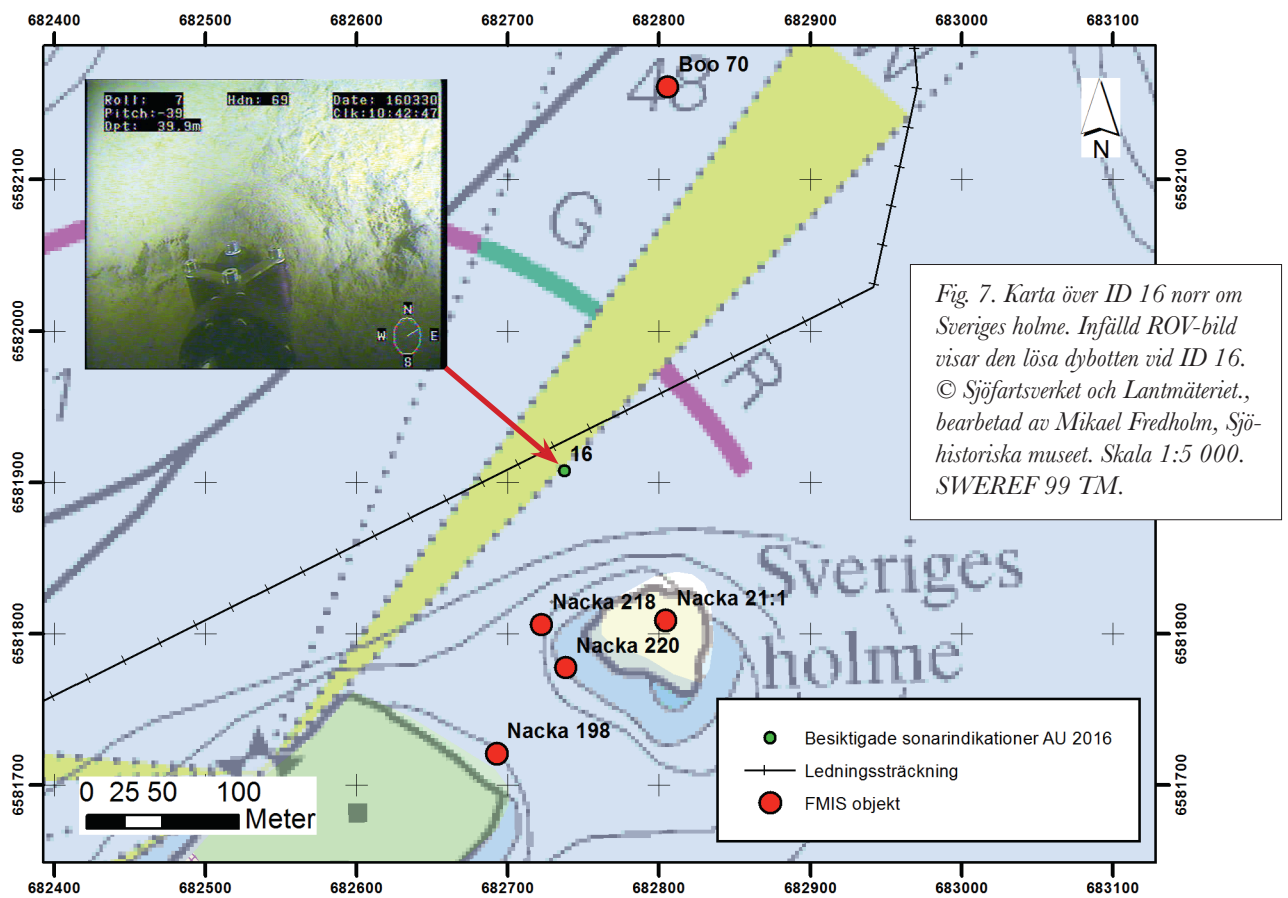 682400 682500 682600 682700 682800 682900 683000 683100
Boo 70
48
Roll: 7 Hdn: 69 Date: 160330
Pitch:-39 Clk:10:42:47
Dpt: 39.9m
N
W E
8
N
6582100 6582100
G
6582000
R
Fig. 7. Karta över ID 16 norr om
Sveriges holme. Infälld ROV-bild
visar den lösa dybotten vid ID 16.
© Sjöfartsverket och Lantmäteriet.,
bearbetad av Mikael Fredholm, Sjö-
historiska museet. Skala 1:5 000.
SWEREF 99 TM.
16
6581900
Sveriges
holme
Nacka 218
Nacka 21:1
Nacka 220
6581800 6581800
Nacka 198
6581700 6581700
0 25 50 100
Meter
Besiktigade sonarindikationer AU 2016
Ledningssträckning
FMIS objekt
682400 682500 682600 682700 682800 682900 683000 683100